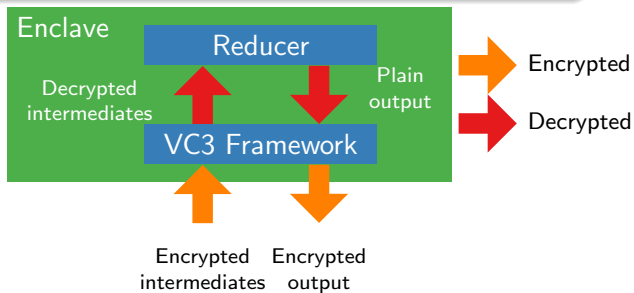 Enclave
Reducer
Decrypted
intermediates
Plain
output
VC3 Framework
Encrypted
Decrypted
Encrypted
intermediates
Encrypted
output